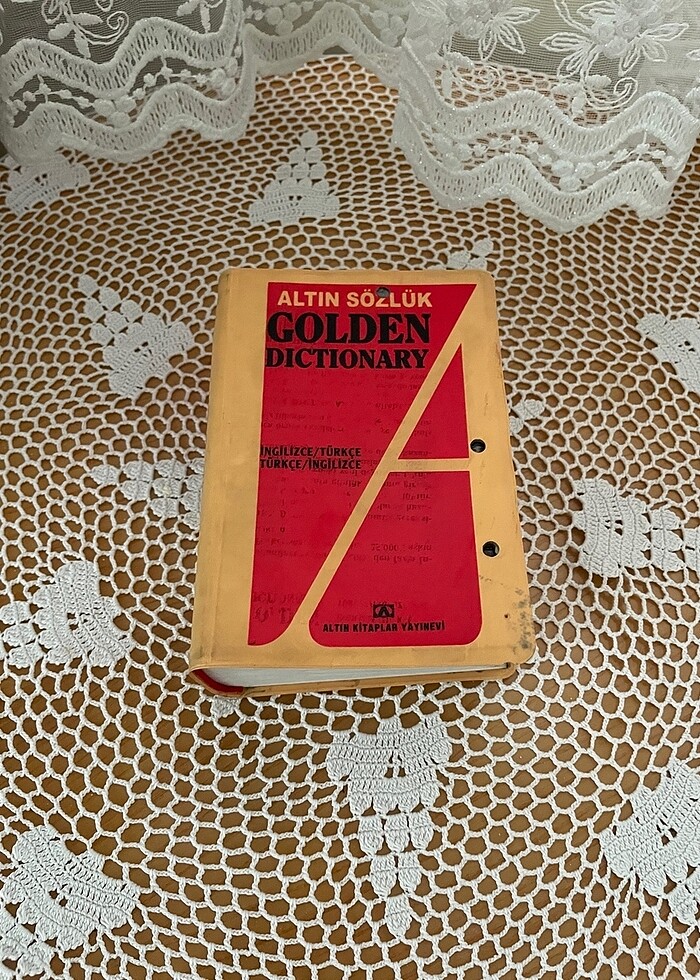 ALTIN SÖZLÜK
GOLDEN
DICTIONARY
İNGİLİZCE/TÜRKÇE
TÜRKÇE/İNGİLİZCE
ALTIN KİTAPLAR YAYINEVİ